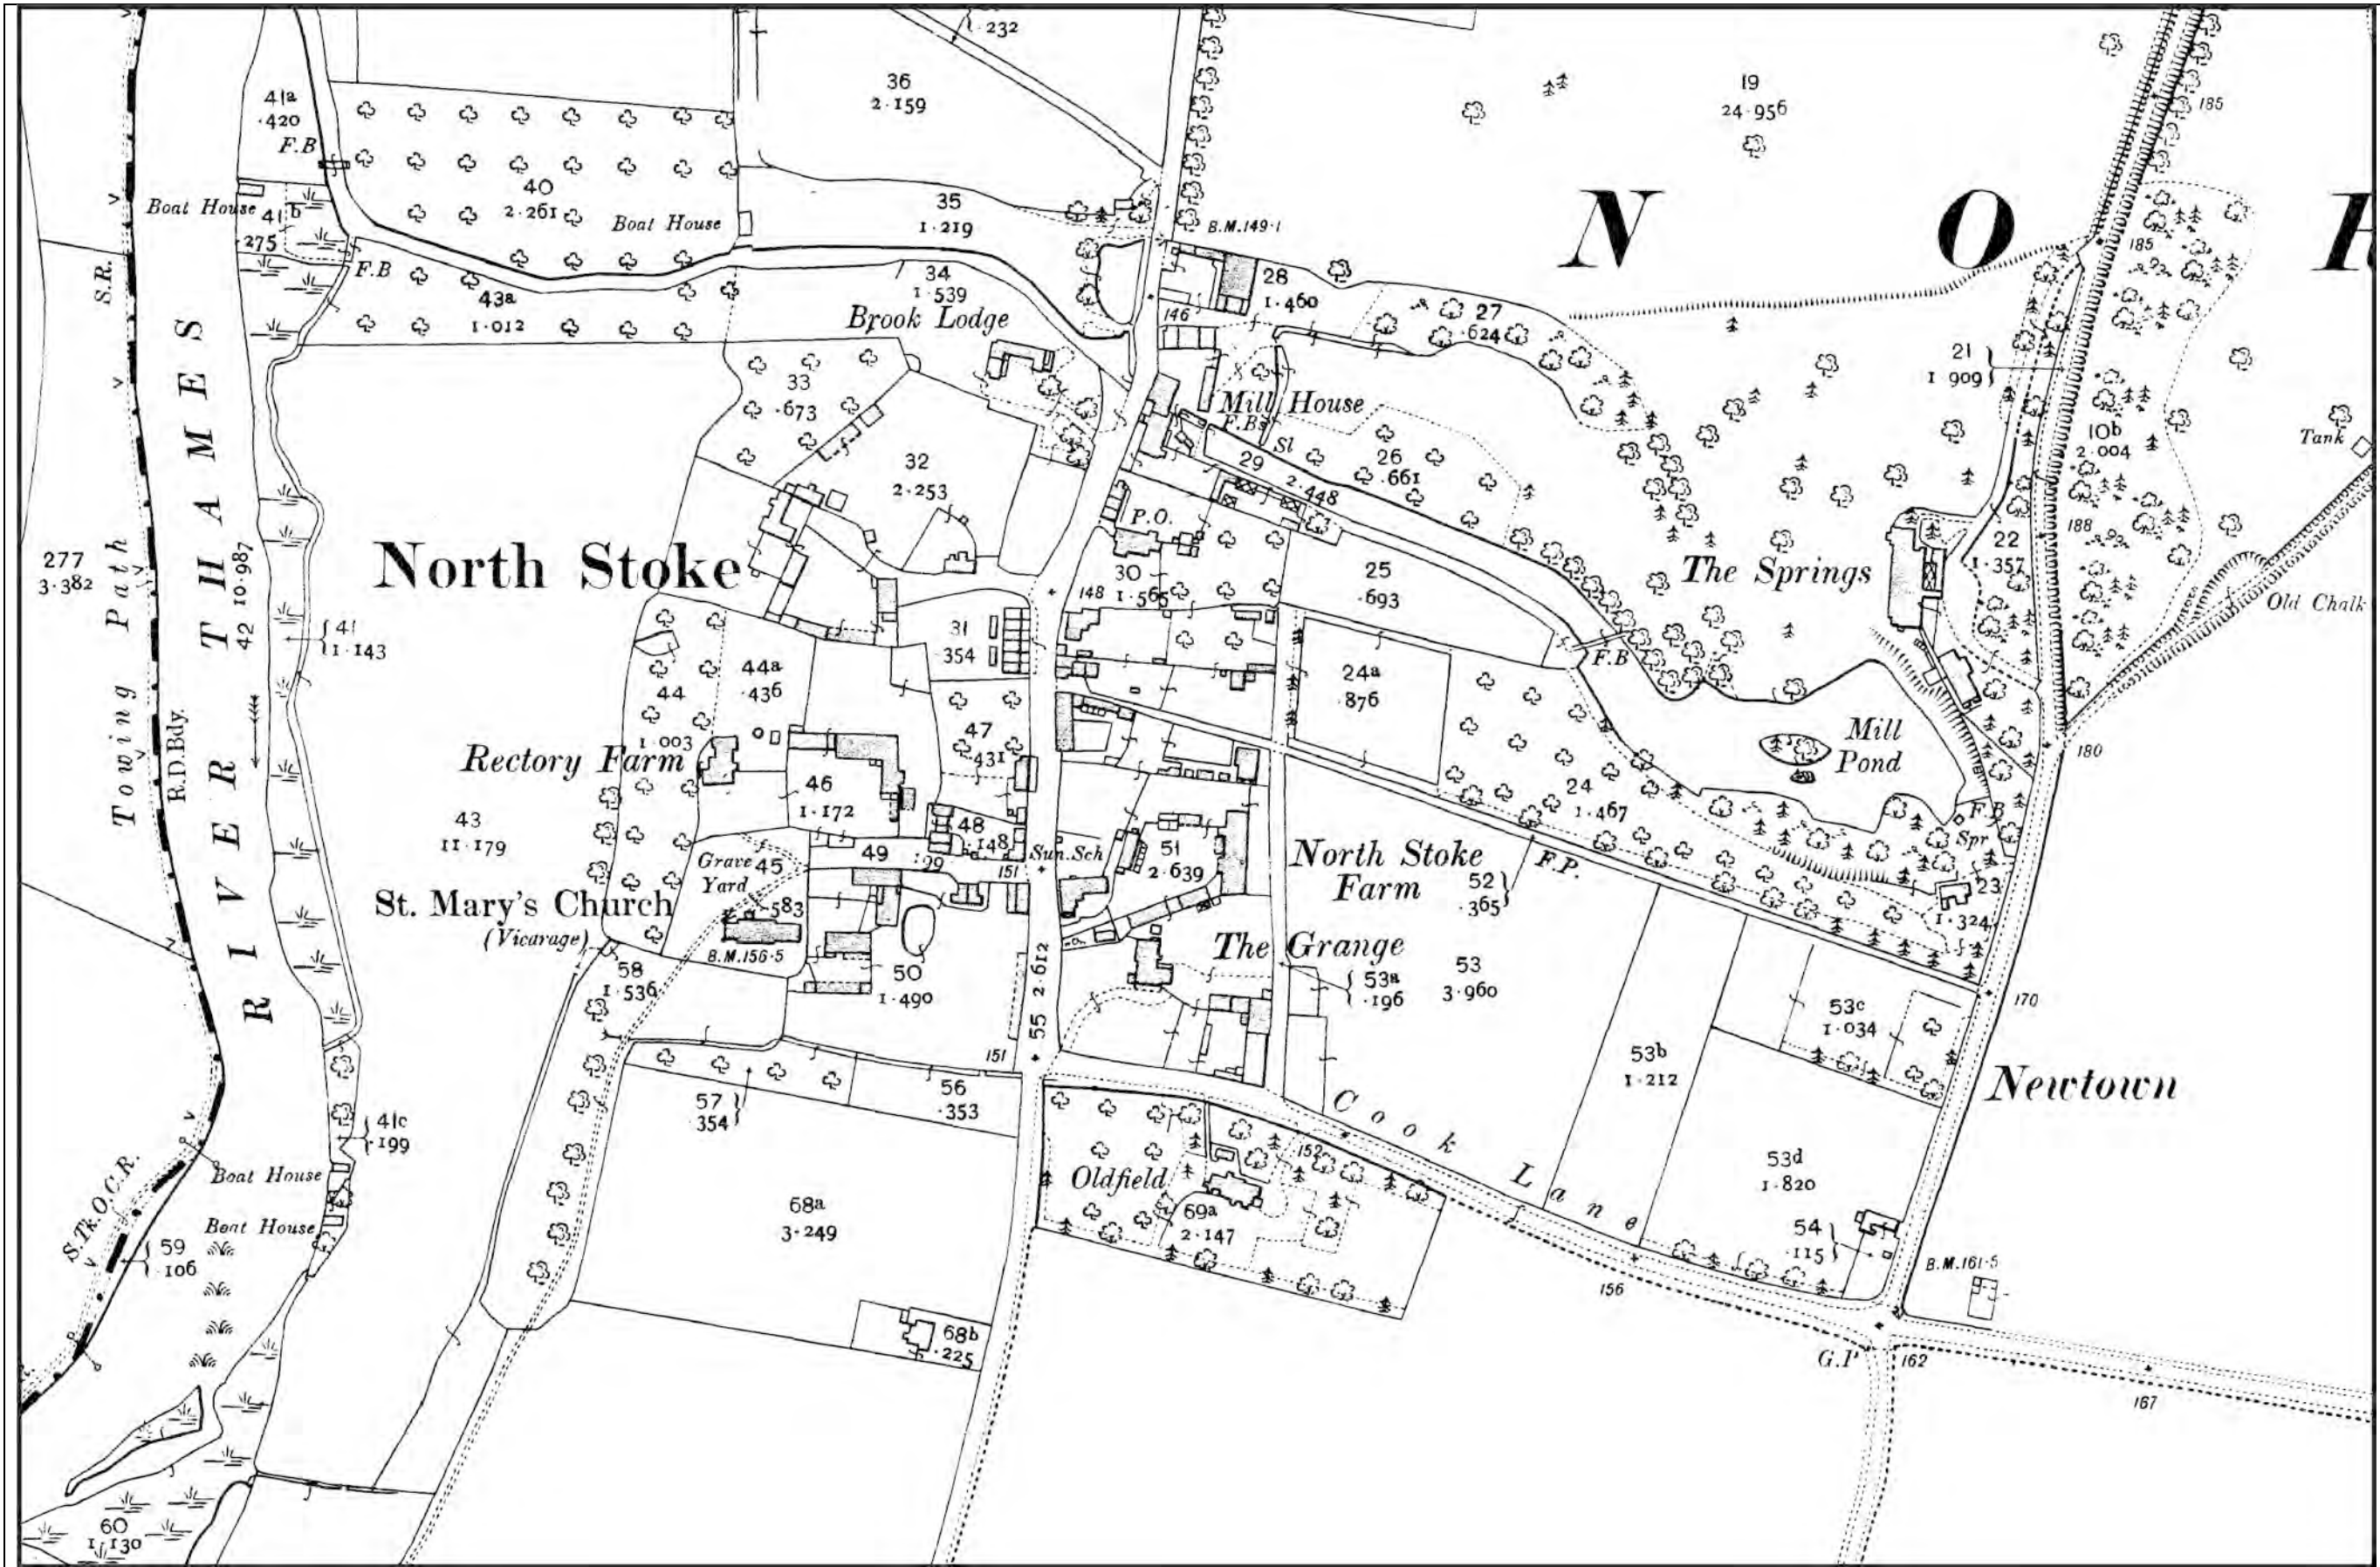 ·232
36
2·159
19
24·956
185
41a
·420
F.B
40
2·261
Boat House
41b
·275
Boat House
35
1·219
B.M.149·1
N O R
S.R.
F.B
43a
1·012
34
1·539
Brook Lodge
28
1·460
146
27
·624
185
21
1·909
33
·673
Mill House
F.Bs
Sl
26
·661
29
2·448
10b
2·004
Tank
32
2·253
P.O.
188
277
3·382
Towing Path
RIVER THAMES
42 10·987
R.D.Bdy.
North Stoke
30
1·565
148
25
·693
The Springs
22
1·357
Old Chalk
41
1·143
31
·354
F.B
44a
·436
44
1·003
24a
·876
Rectory Farm
47
·431
Mill
Pond
180
46
1·172
24
1·467
43
11·179
48
·148
F.B
Spr
Grave
Yard
45
·583
49
·199
Sun. Sch
151
51
2·639
North Stoke
Farm
52
·365
F.P.
23
1·324
St. Mary's Church
(Vicarage)
B.M.156·5
The Grange
58
1·536
50
1·490
55 2·612
53a
·196
53
3·960
53c
1·034
170
151
53b
1·212
Newtown
57
·354
56
·353
Cook Lane
41c
·199
152
Boat House
Oldfield
53d
1·820
S.Tk.O.C.R.
Boat House
68a
3·249
69a
2·147
54
·115
59
·106
B.M.161·5
156
68b
·225
G.P
162
167
60
1·130